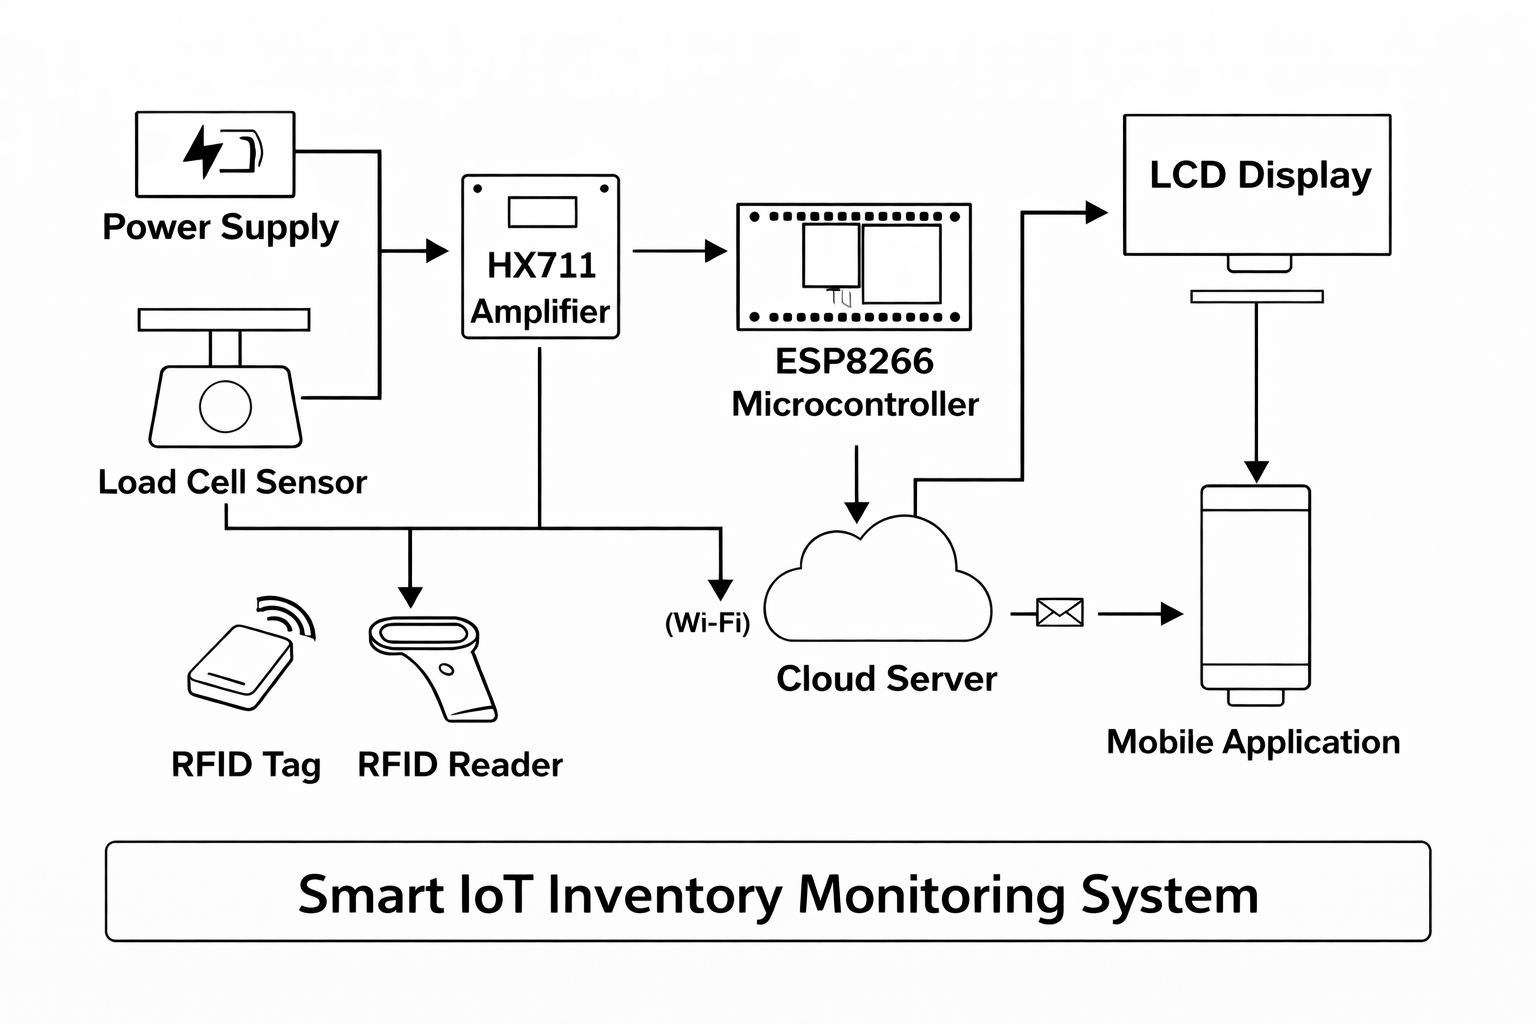 Power Supply
HX711
Amplifier
LCD Display
ESP8266
Microcontroller
Load Cell Sensor
(Wi-Fi)
Cloud Server
RFID Tag
RFID Reader
Mobile Application
Smart IoT Inventory Monitoring System